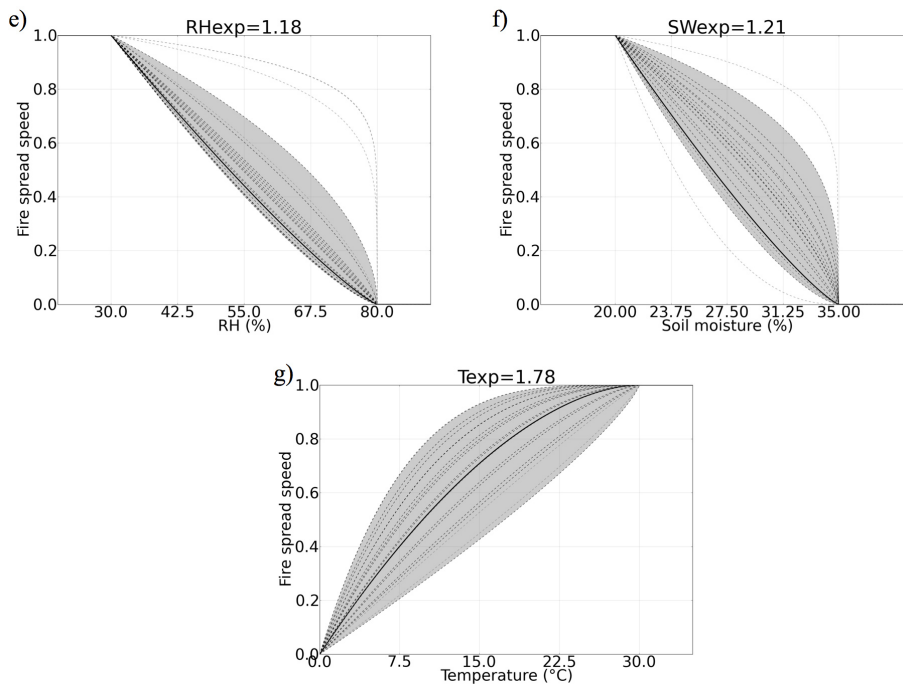 e)
RHexp=1.18
1.0
0.8
0.6
0.4
0.2
0.0
Fire spread speed
30.0 42.5 55.0 67.5 80.0
RH (%)
f)
SWexp=1.21
1.0
0.8
0.6
0.4
0.2
0.0
Fire spread speed
20.00 23.75 27.50 31.25 35.00
Soil moisture (%)
g)
Texp=1.78
1.0
0.8
0.6
0.4
0.2
0.0
Fire spread speed
0.0 7.5 15.0 22.5 30.0
Temperature (°C)